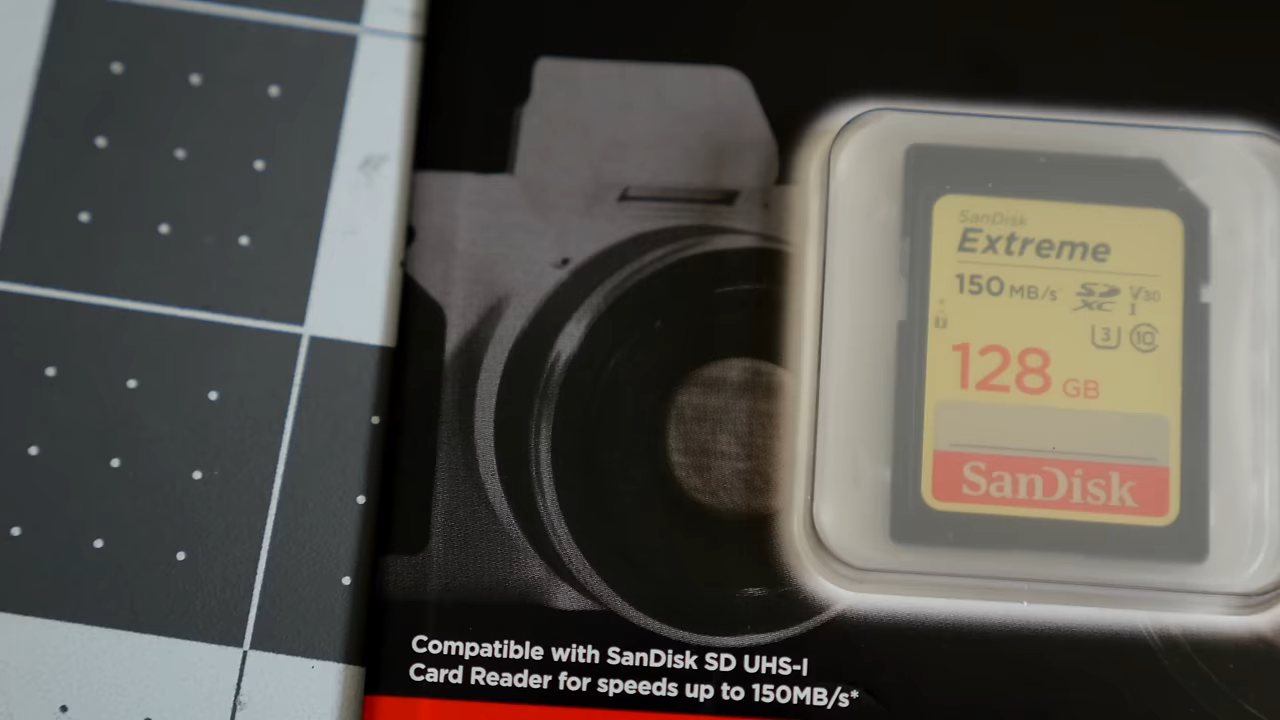 SanDisk
Extreme
150 MB/s SD XC V30 I
3 10
128 GB
SanDisk
Compatible with SanDisk SD UHS-I
Card Reader for speeds up to 150MB/s*